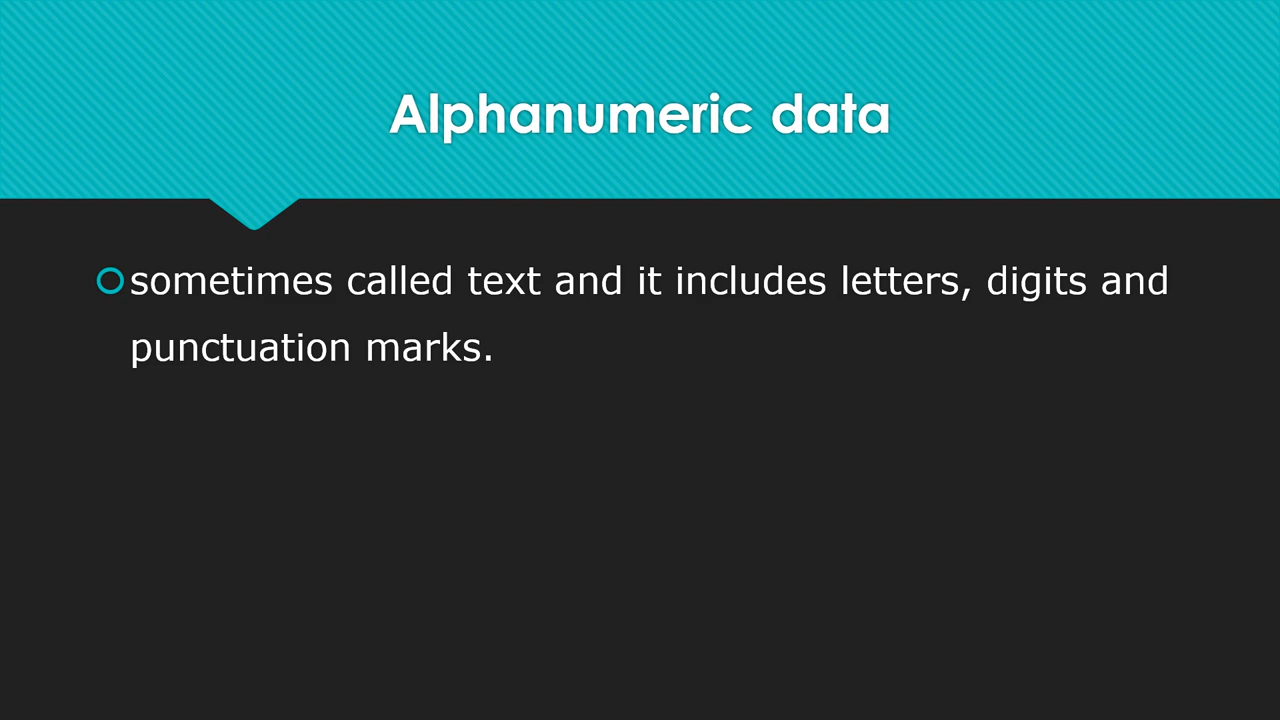 Alphanumeric data
sometimes called text and it includes letters, digits and
punctuation marks.